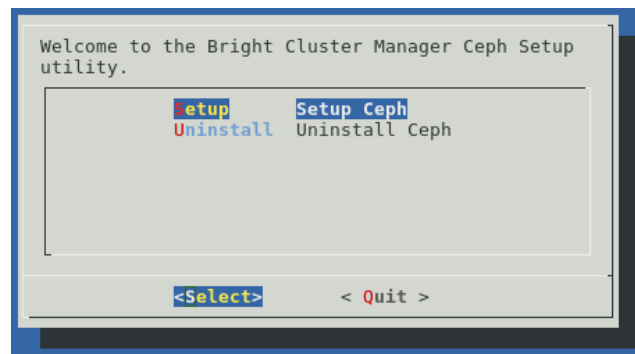 Welcome to the Bright Cluster Manager Ceph Setup
utility.
Setup Setup Ceph
Uninstall Uninstall Ceph
<Select> < Quit >